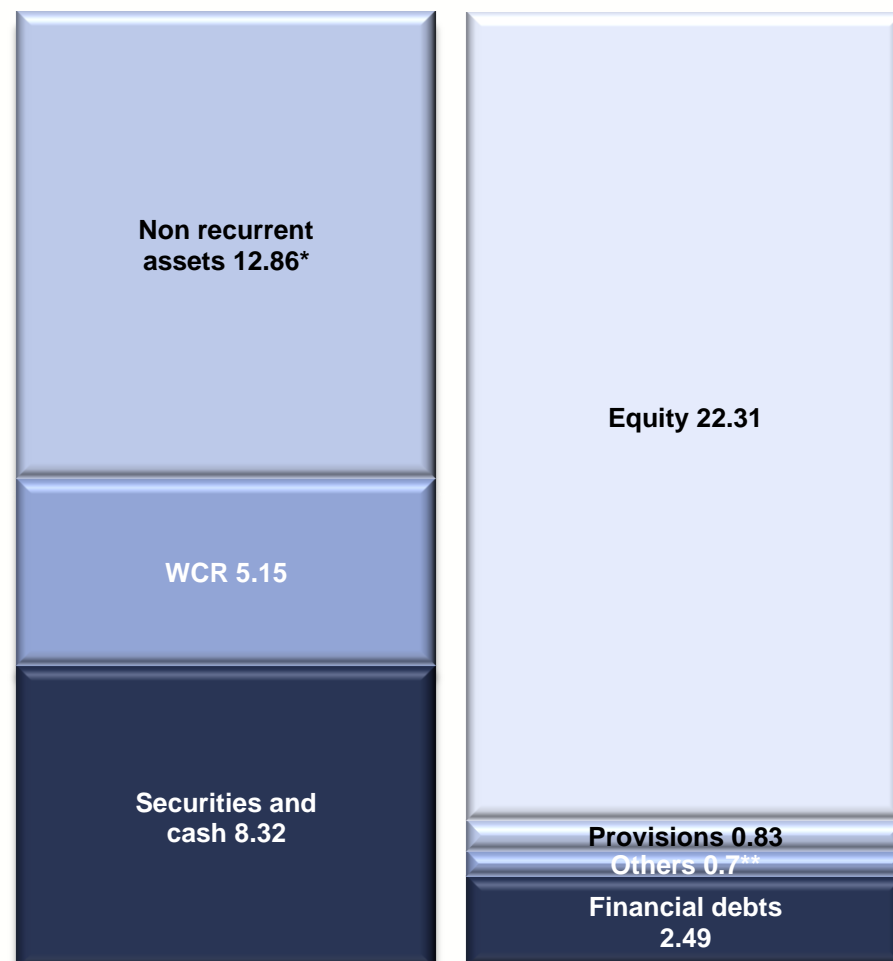 Non recurrent
assets 12.86*
WCR 5.15
Securities and
cash 8.32
Equity 22.31
Provisions 0.83
Others 0.7**
Financial debts
2.49